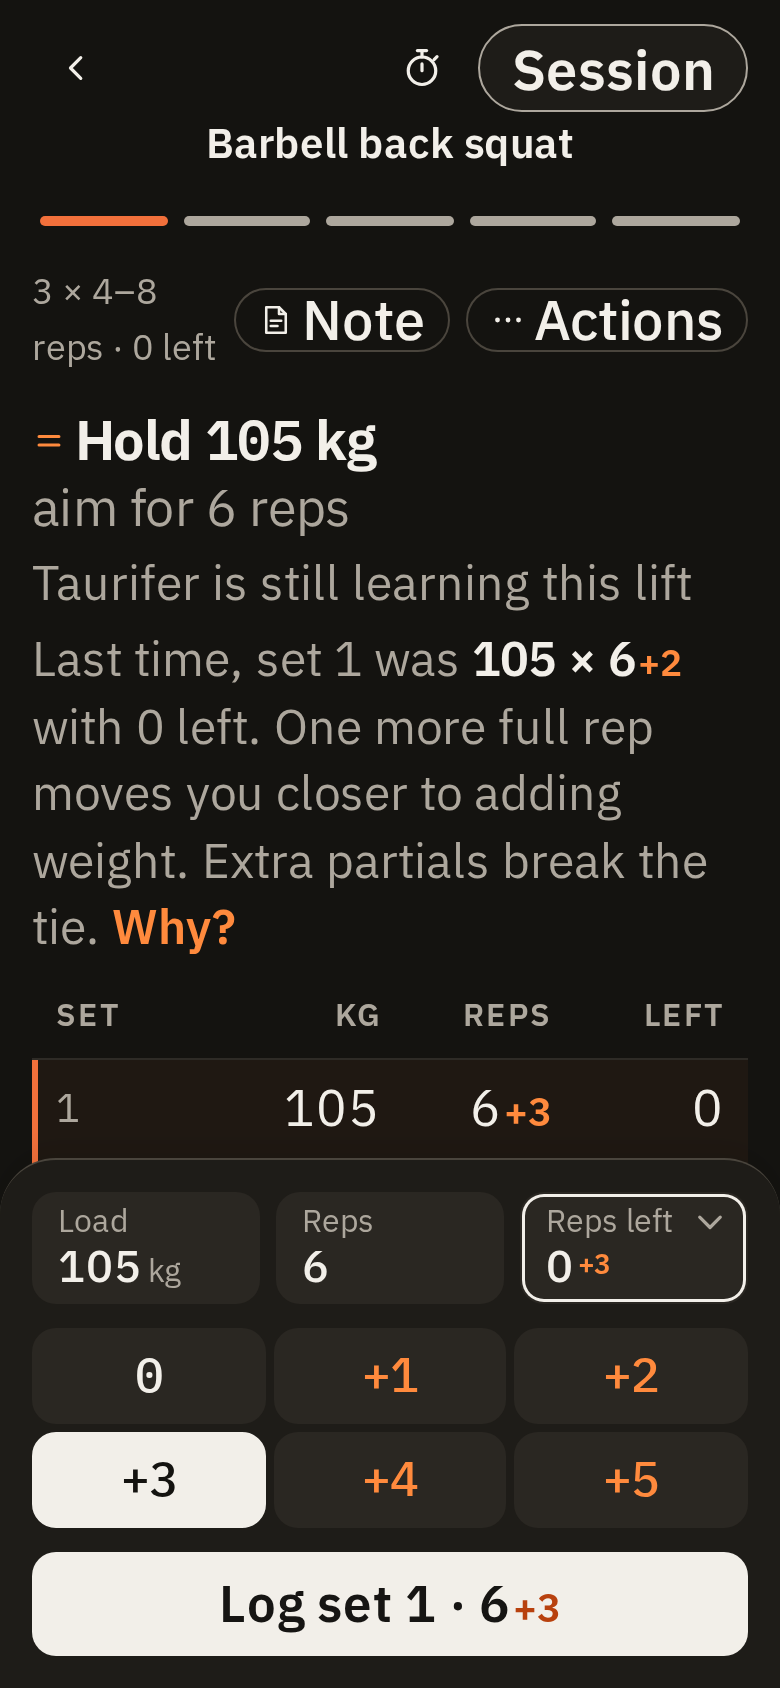 Session
Barbell back squat
3 × 4–8
reps · 0 left
Note
··· Actions
= Hold 105 kg
aim for 6 reps
Taurifer is still learning this lift
Last time, set 1 was 105 × 6+2
with 0 left. One more full rep
moves you closer to adding
weight. Extra partials break the
tie. Why?
SET KG REPS LEFT
1 105 6+3 0
Load Reps Reps left
105 kg 6 0+3
0 +1 +2
+3 +4 +5
Log set 1 · 6+3